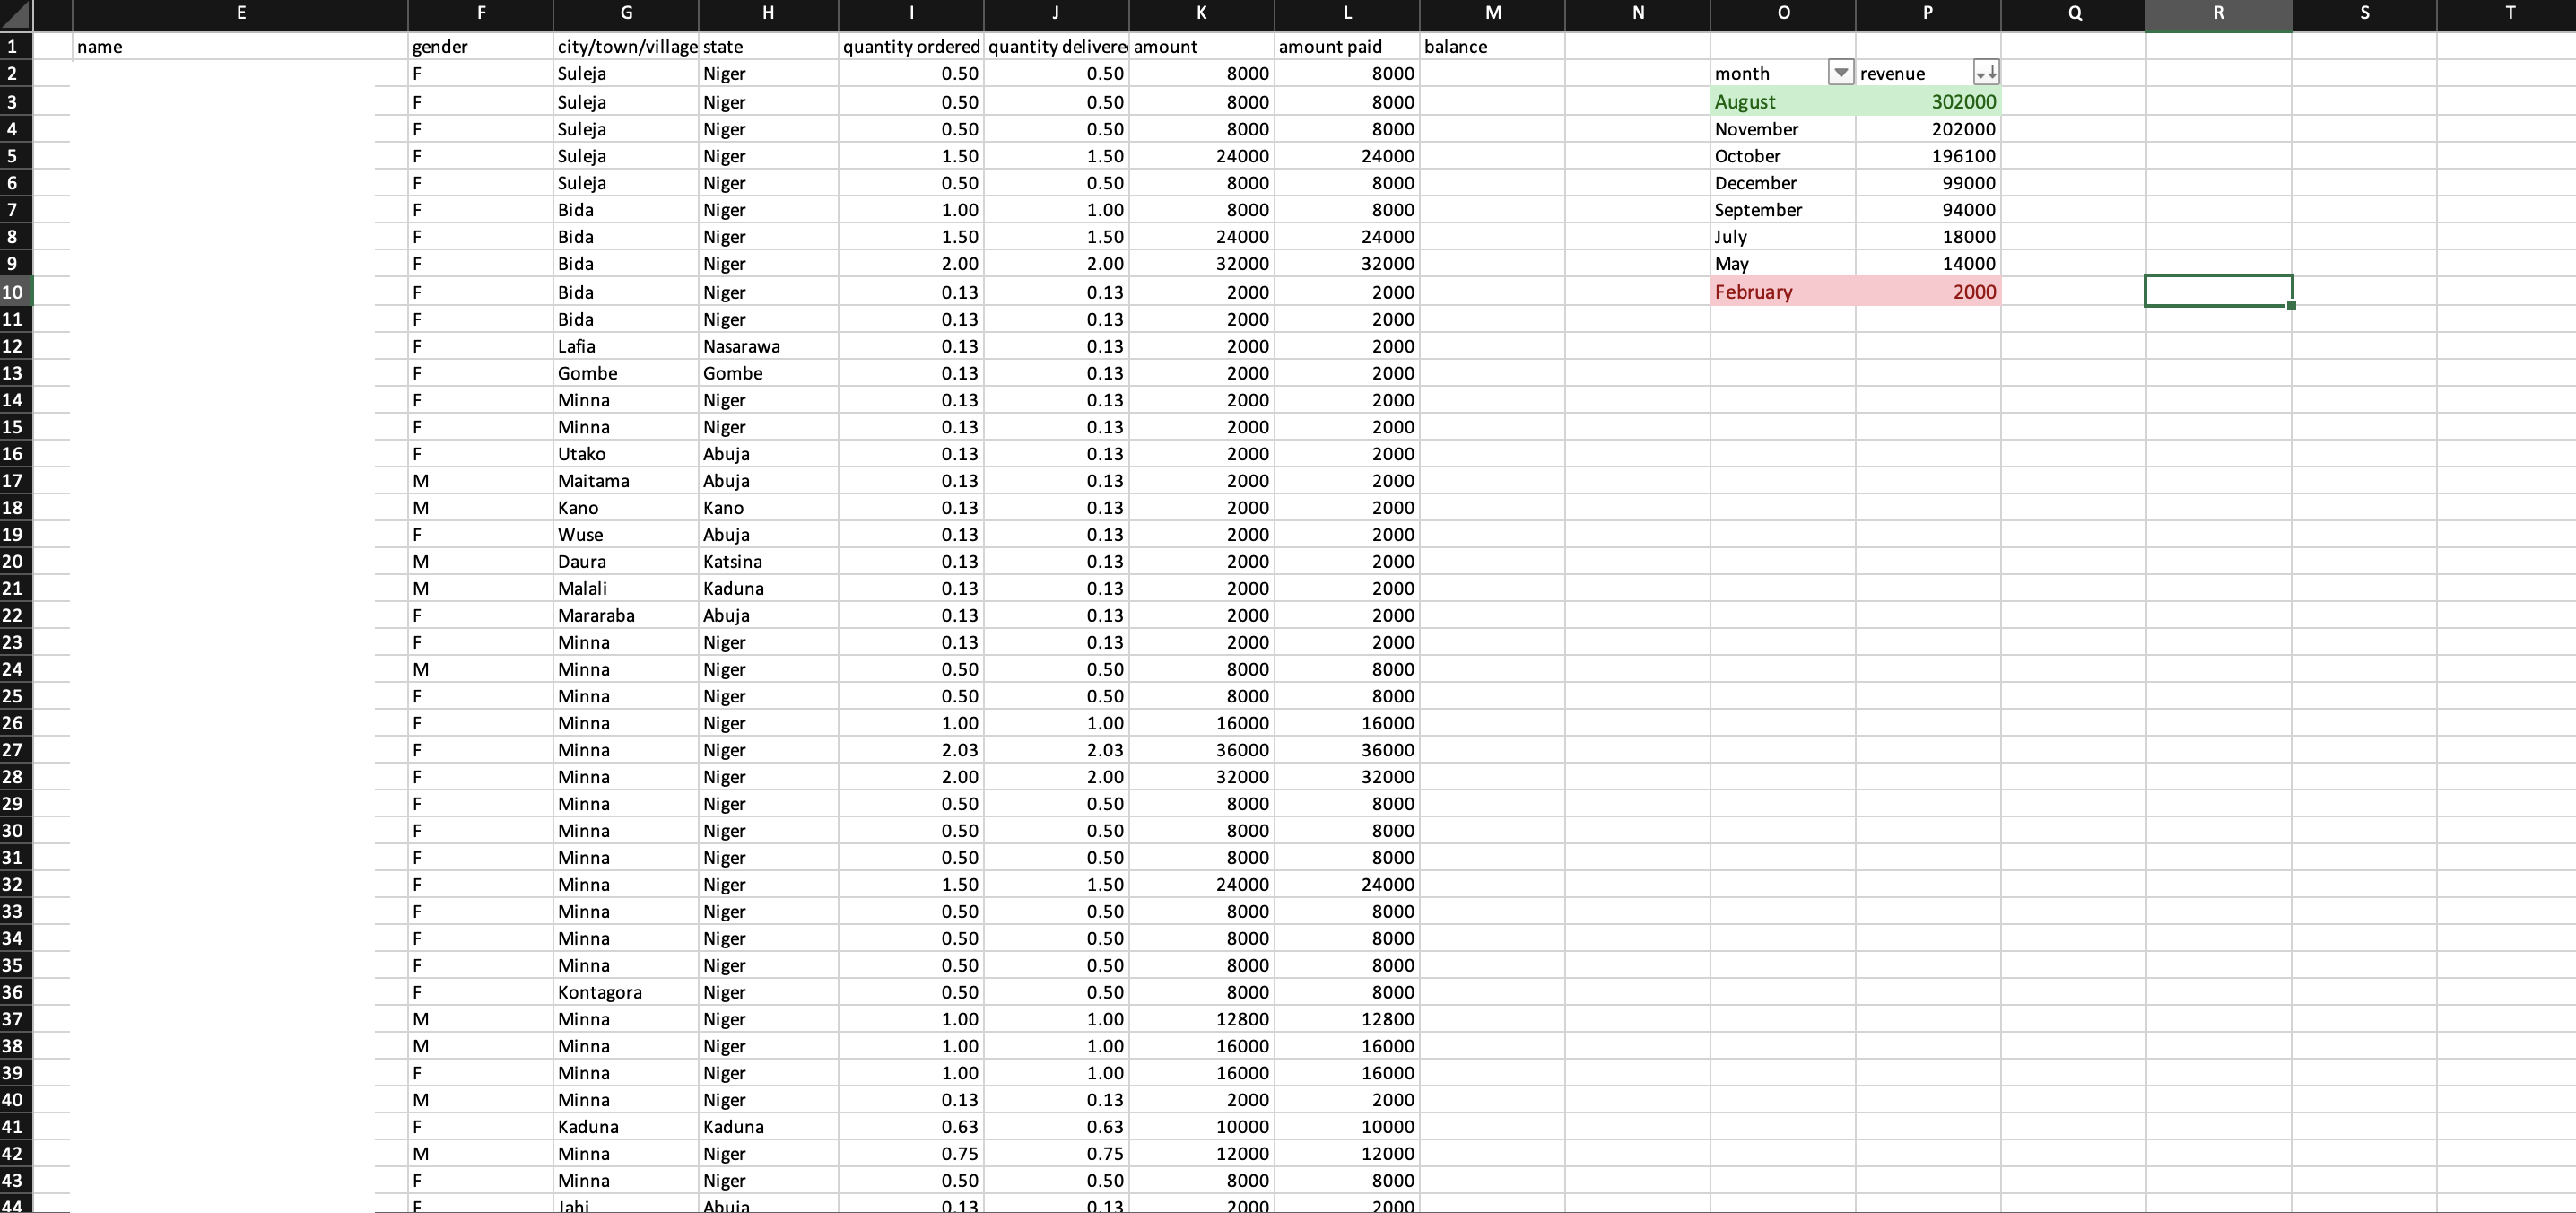 E F G H I J K L M N O P Q R S T
1 name gender city/town/village state quantity ordered quantity delivere amount amount paid balance
2 F Suleja Niger 0.50 0.50 8000 8000 month revenue
3 F Suleja Niger 0.50 0.50 8000 8000 August 302000
4 F Suleja Niger 0.50 0.50 8000 8000 November 202000
5 F Suleja Niger 1.50 1.50 24000 24000 October 196100
6 F Suleja Niger 0.50 0.50 8000 8000 December 99000
7 F Bida Niger 1.00 1.00 8000 8000 September 94000
8 F Bida Niger 1.50 1.50 24000 24000 July 18000
9 F Bida Niger 2.00 2.00 32000 32000 May 14000
10 F Bida Niger 0.13 0.13 2000 2000 February 2000
11 F Bida Niger 0.13 0.13 2000 2000
12 F Lafia Nasarawa 0.13 0.13 2000 2000
13 F Gombe Gombe 0.13 0.13 2000 2000
14 F Minna Niger 0.13 0.13 2000 2000
15 F Minna Niger 0.13 0.13 2000 2000
16 F Utako Abuja 0.13 0.13 2000 2000
17 M Maitama Abuja 0.13 0.13 2000 2000
18 M Kano Kano 0.13 0.13 2000 2000
19 F Wuse Abuja 0.13 0.13 2000 2000
20 M Daura Katsina 0.13 0.13 2000 2000
21 M Malali Kaduna 0.13 0.13 2000 2000
22 F Mararaba Abuja 0.13 0.13 2000 2000
23 F Minna Niger 0.13 0.13 2000 2000
24 M Minna Niger 0.50 0.50 8000 8000
25 F Minna Niger 0.50 0.50 8000 8000
26 F Minna Niger 1.00 1.00 16000 16000
27 F Minna Niger 2.03 2.03 36000 36000
28 F Minna Niger 2.00 2.00 32000 32000
29 F Minna Niger 0.50 0.50 8000 8000
30 F Minna Niger 0.50 0.50 8000 8000
31 F Minna Niger 0.50 0.50 8000 8000
32 F Minna Niger 1.50 1.50 24000 24000
33 F Minna Niger 0.50 0.50 8000 8000
34 F Minna Niger 0.50 0.50 8000 8000
35 F Minna Niger 0.50 0.50 8000 8000
36 F Kontagora Niger 0.50 0.50 8000 8000
37 M Minna Niger 1.00 1.00 12800 12800
38 M Minna Niger 1.00 1.00 16000 16000
39 F Minna Niger 1.00 1.00 16000 16000
40 M Minna Niger 0.13 0.13 2000 2000
41 F Kaduna Kaduna 0.63 0.63 10000 10000
42 M Minna Niger 0.75 0.75 12000 12000
43 F Minna Niger 0.50 0.50 8000 8000
44 F Jahi Abuja 0.13 0.13 2000 2000